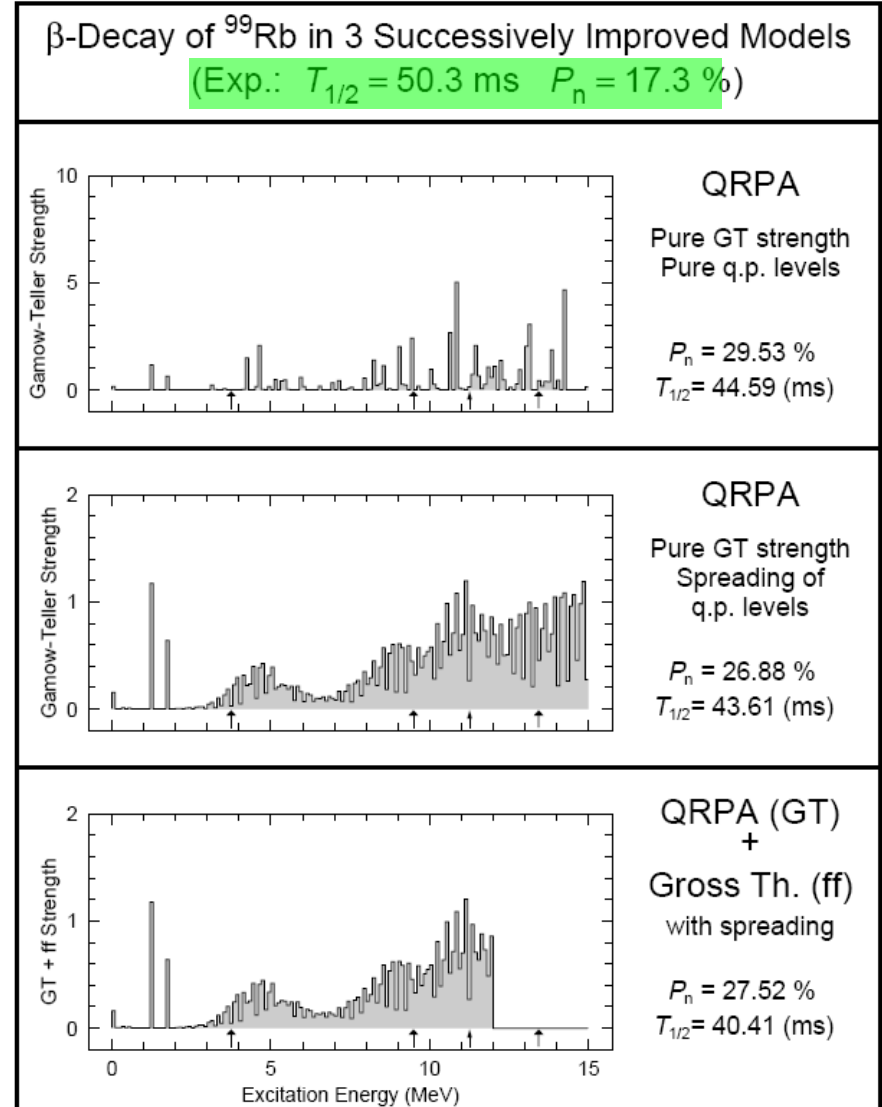 β-Decay of ⁹⁹Rb in 3 Successively Improved Models
(Exp.: T₁/₂ = 50.3 ms Pₙ = 17.3 %)
10
5
0
Gamow-Teller Strength
QRPA
Pure GT strength
Pure q.p. levels
Pₙ = 29.53 %
T₁/₂= 44.59 (ms)
2
1
0
Gamow-Teller Strength
QRPA
Pure GT strength
Spreading of
q.p. levels
Pₙ = 26.88 %
T₁/₂= 43.61 (ms)
2
1
0
GT + ff Strength
0 5 10 15
Excitation Energy (MeV)
QRPA (GT)
+
Gross Th. (ff)
with spreading
Pₙ = 27.52 %
T₁/₂= 40.41 (ms)